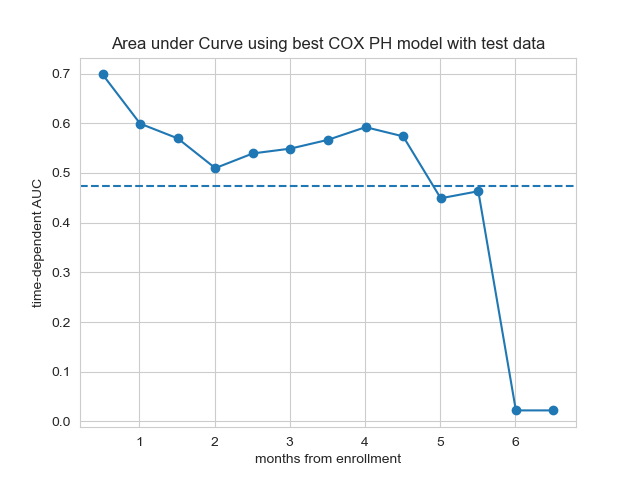 Area under Curve using best COX PH model with test data
time-dependent AUC
0.7
0.6
0.5
0.4
0.3
0.2
0.1
0.0
1 2 3 4 5 6
months from enrollment